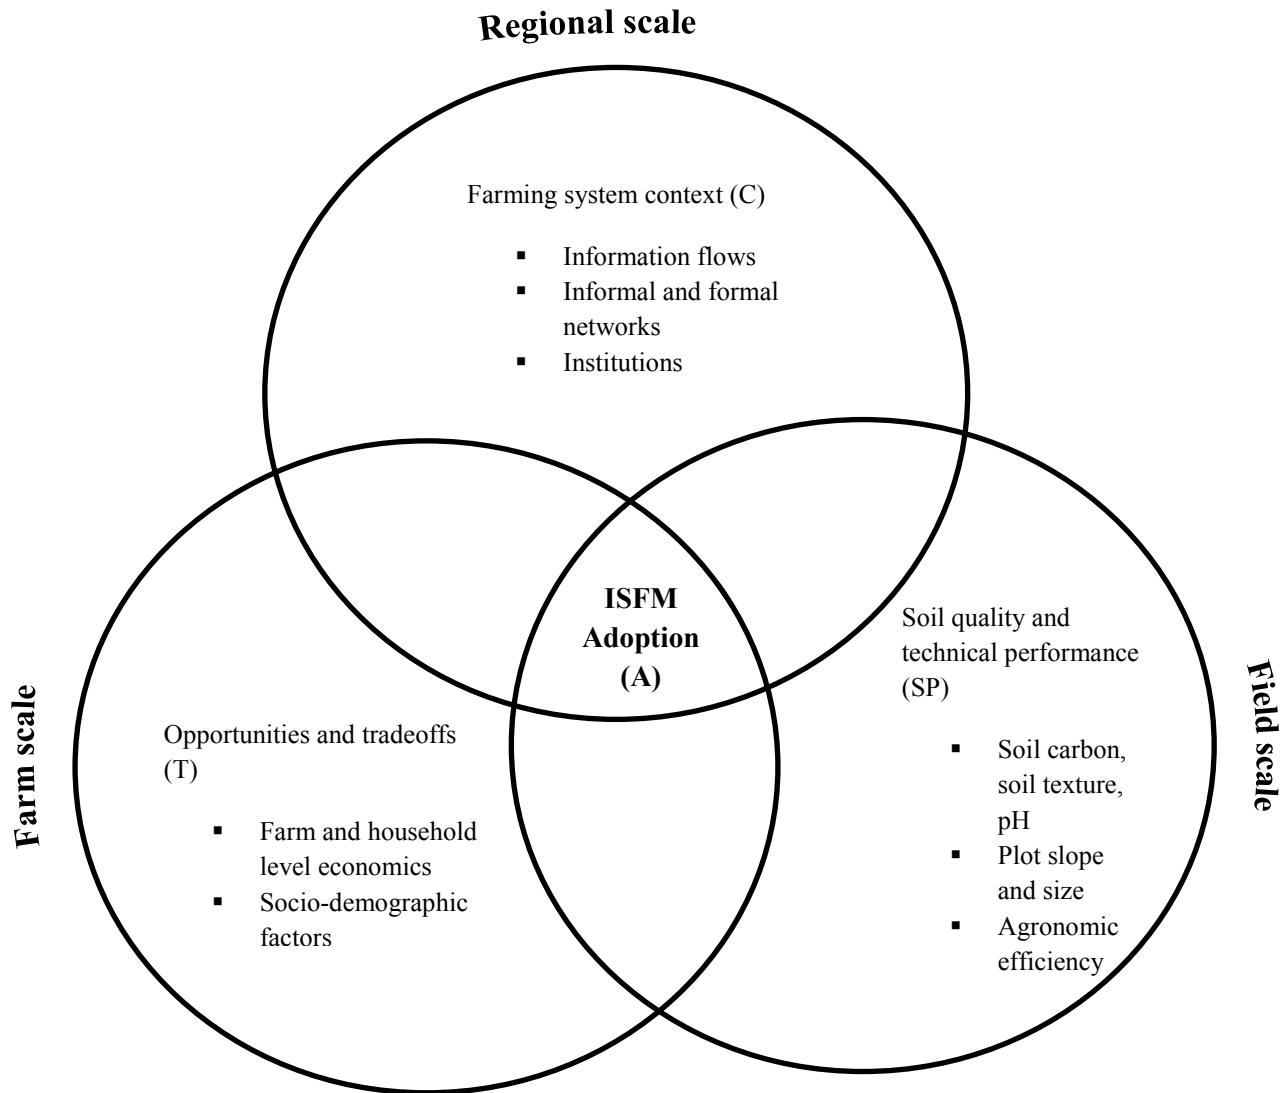 Regional scale
Farming system context (C)
▪ Information flows
▪ Informal and formal
networks
▪ Institutions
ISFM
Adoption
(A)
Farm scale
Opportunities and tradeoffs
(T)
▪ Farm and household
level economics
▪ Socio-demographic
factors
Soil quality and
technical performance
(SP)
▪ Soil carbon,
soil texture,
pH
▪ Plot slope
and size
▪ Agronomic
efficiency
Field scale